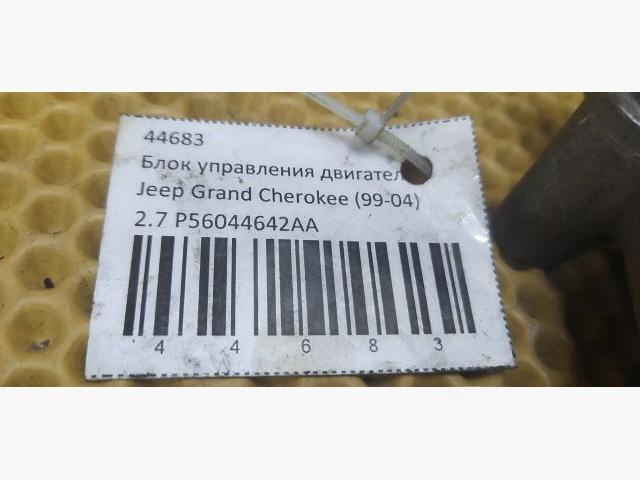 44683
Блок управления двигател
Jeep Grand Cherokee (99-04)
2.7 P56044642AA
4 4 6 8 3